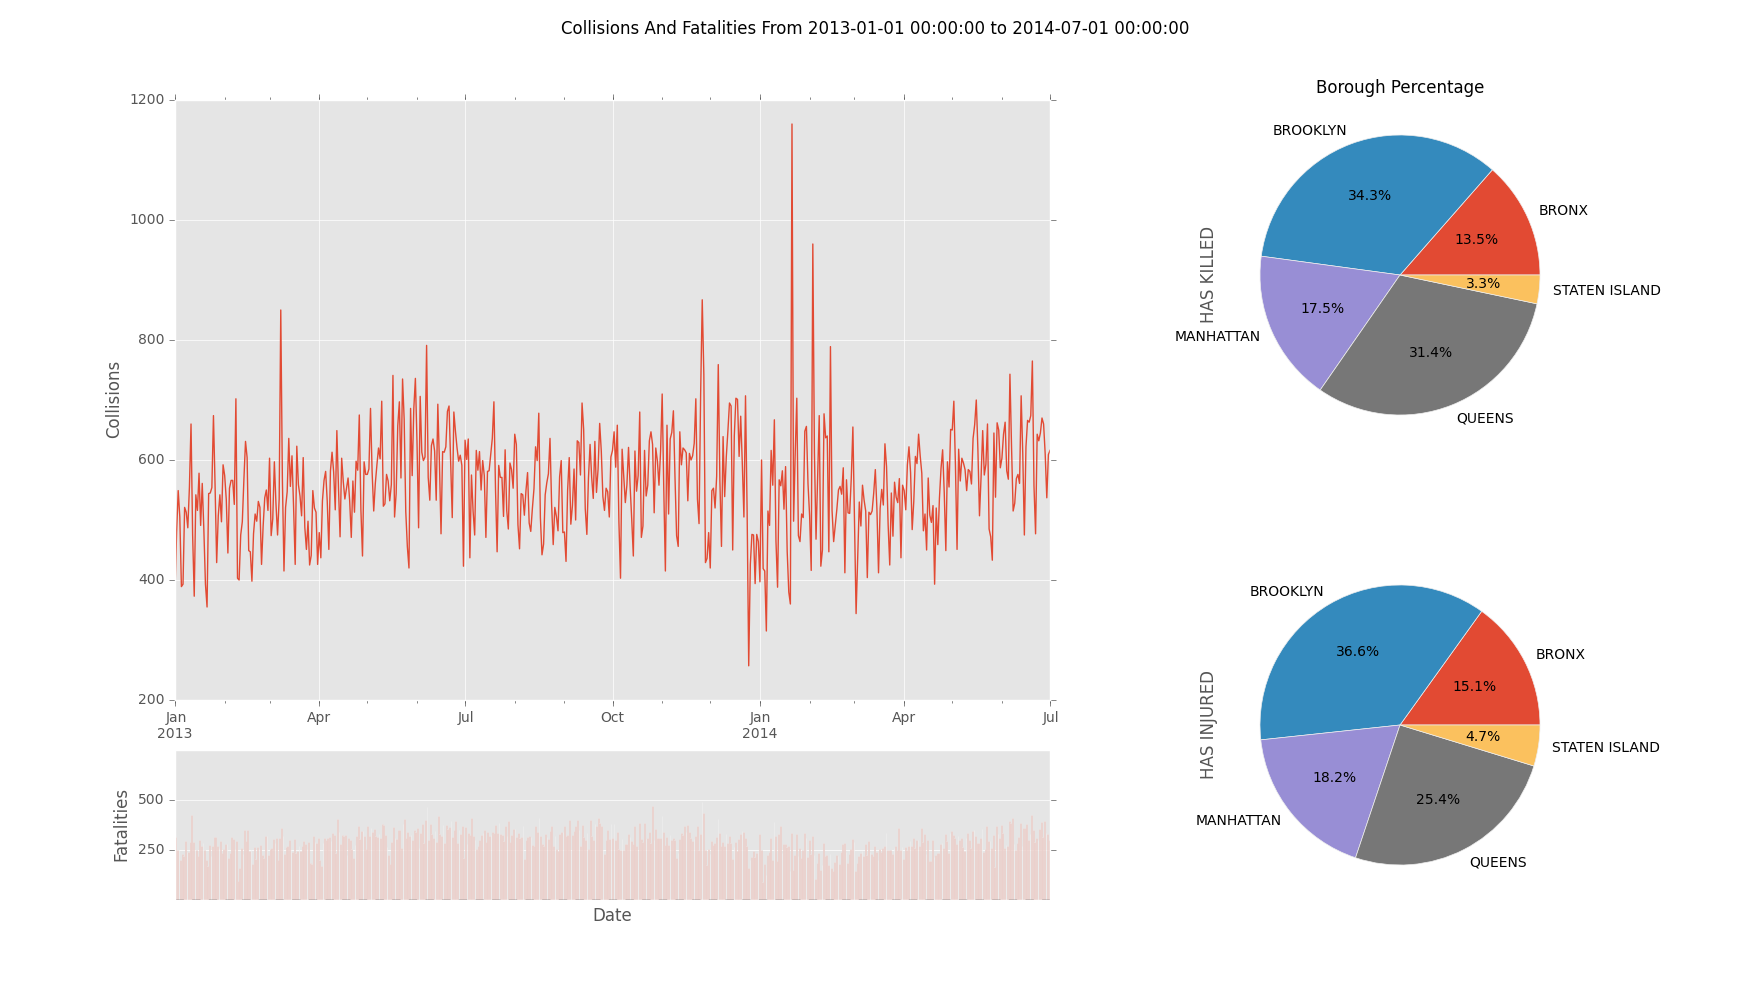 Collisions And Fatalities From 2013-01-01 00:00:00 to 2014-07-01 00:00:00
1200
1000
800
600
400
200
Collisions
Jan
2013
Apr
Jul
Oct
Jan
2014
Apr
Jul
500
250
Fatalities
Date
Borough Percentage
HAS KILLED
BROOKLYN
34.3%
BRONX
13.5%
3.3%
STATEN ISLAND
17.5%
MANHATTAN
31.4%
QUEENS
HAS INJURED
BROOKLYN
36.6%
BRONX
15.1%
4.7%
STATEN ISLAND
18.2%
MANHATTAN
25.4%
QUEENS